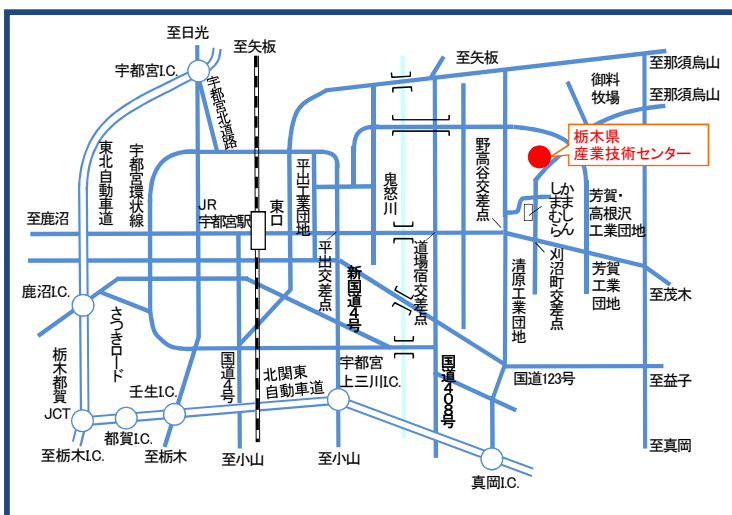 至日光
至矢板
至矢板
至那須烏山
宇都宮I.C.
御料
牧場
至那須烏山
宇都宮北道路
栃木県
産業技術センター
東北自動車道
宇都宮環状線
野高谷交差点
平出工業団地
東口
鬼怒川
かましん
しまむら
芳賀・
高根沢
工業団地
JR
宇都宮駅
至鹿沼
平出交差点
新国道4号
道場宿交差点
清原工業団地
刈沼町交差点
芳賀
工業
団地
至茂木
鹿沼I.C.
さつきロード
栃木都賀
JCT
国道4号
北関東
自動車道
宇都宮
上三川I.C.
国道408号
国道123号
至益子
壬生I.C.
都賀I.C.
至栃木I.C.
至栃木
至小山
至小山
至真岡
真岡I.C.